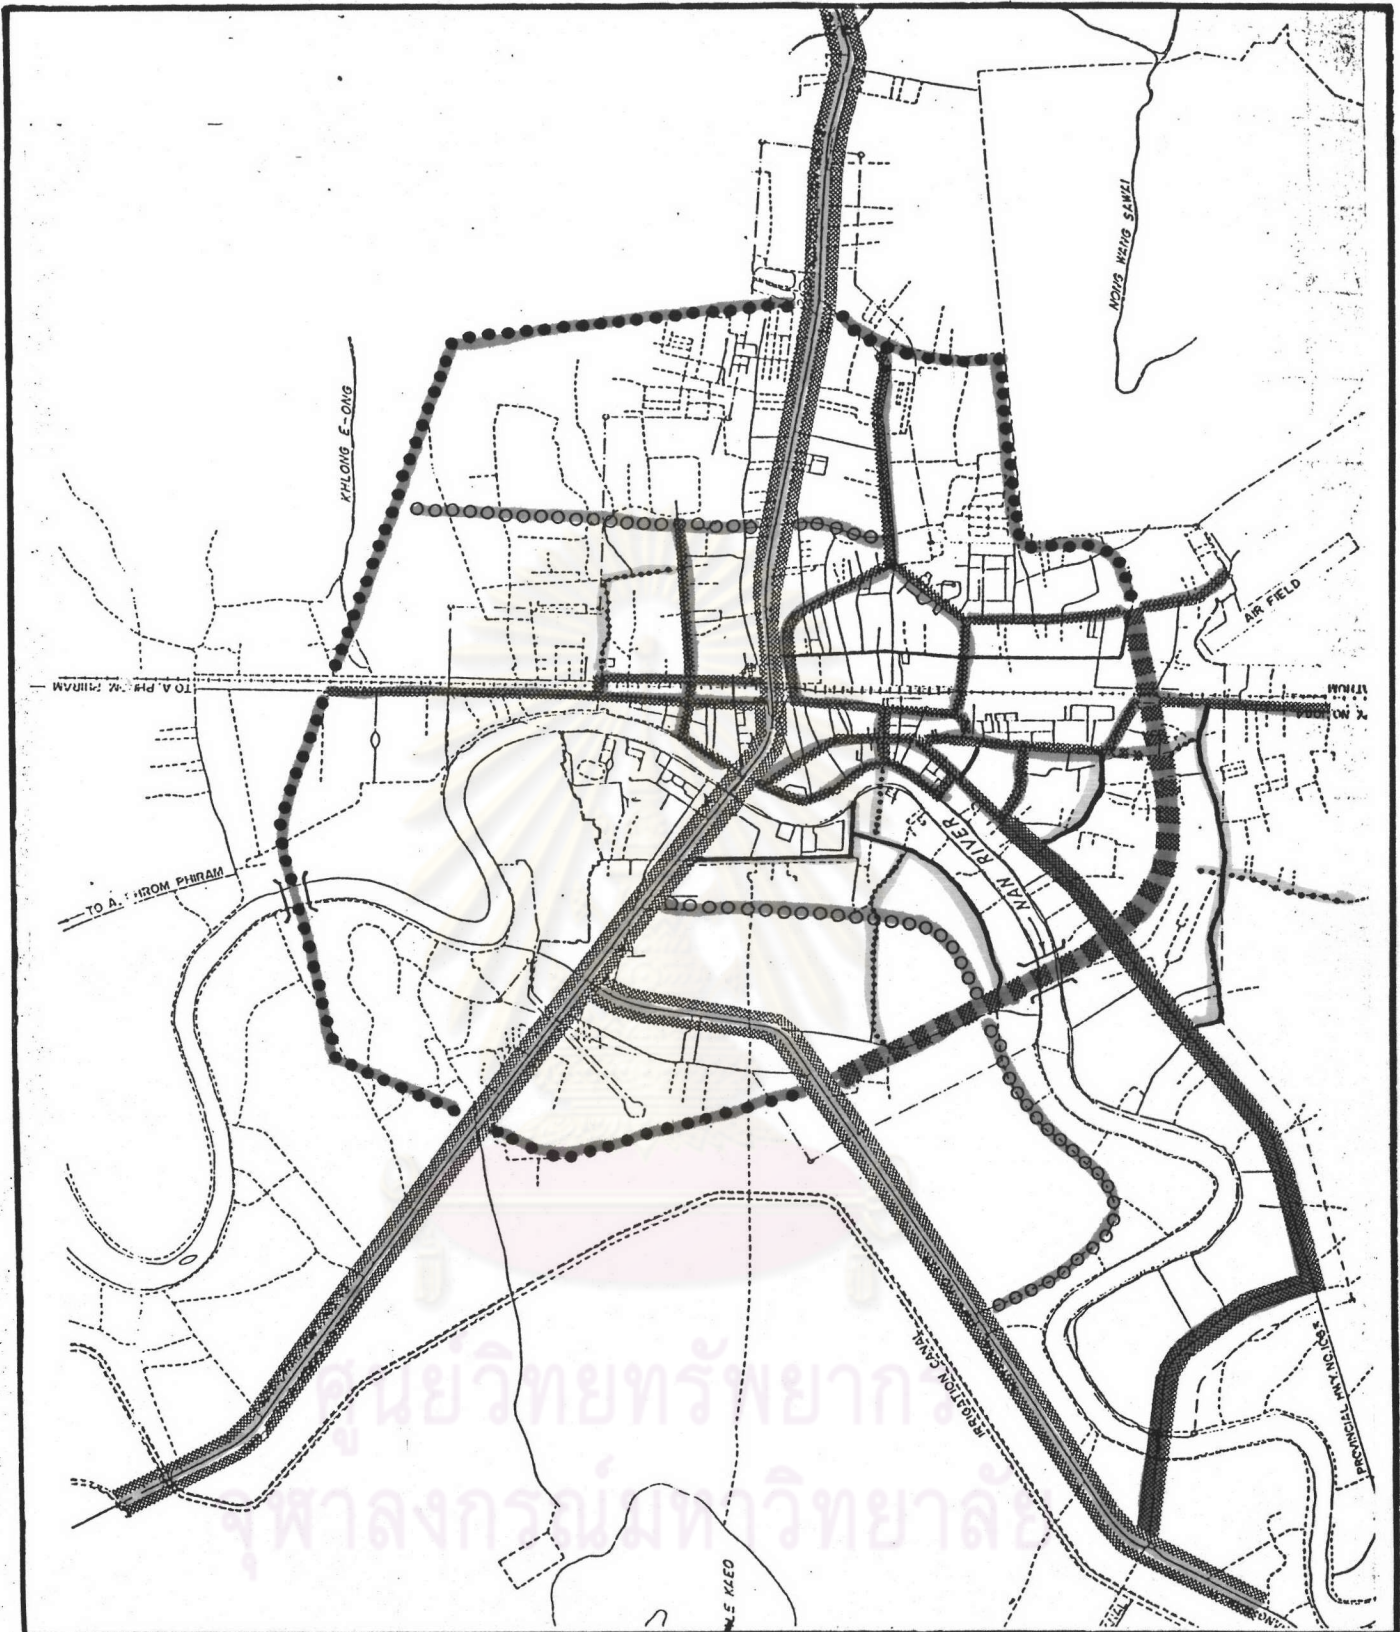 NONG WANG SAWLI
KHLONG E-ONG
AIR FIELD
TO A. PHROM PHIRAM
TO A. PHROM PHIRAM
NAN RIVER
IRRIGATION CANAL
PROVINCIAL HWY. NO.
KEO
ศูนย์วิทยทรัพยากร
จุฬาลงกรณ์มหาวิทยาลัย